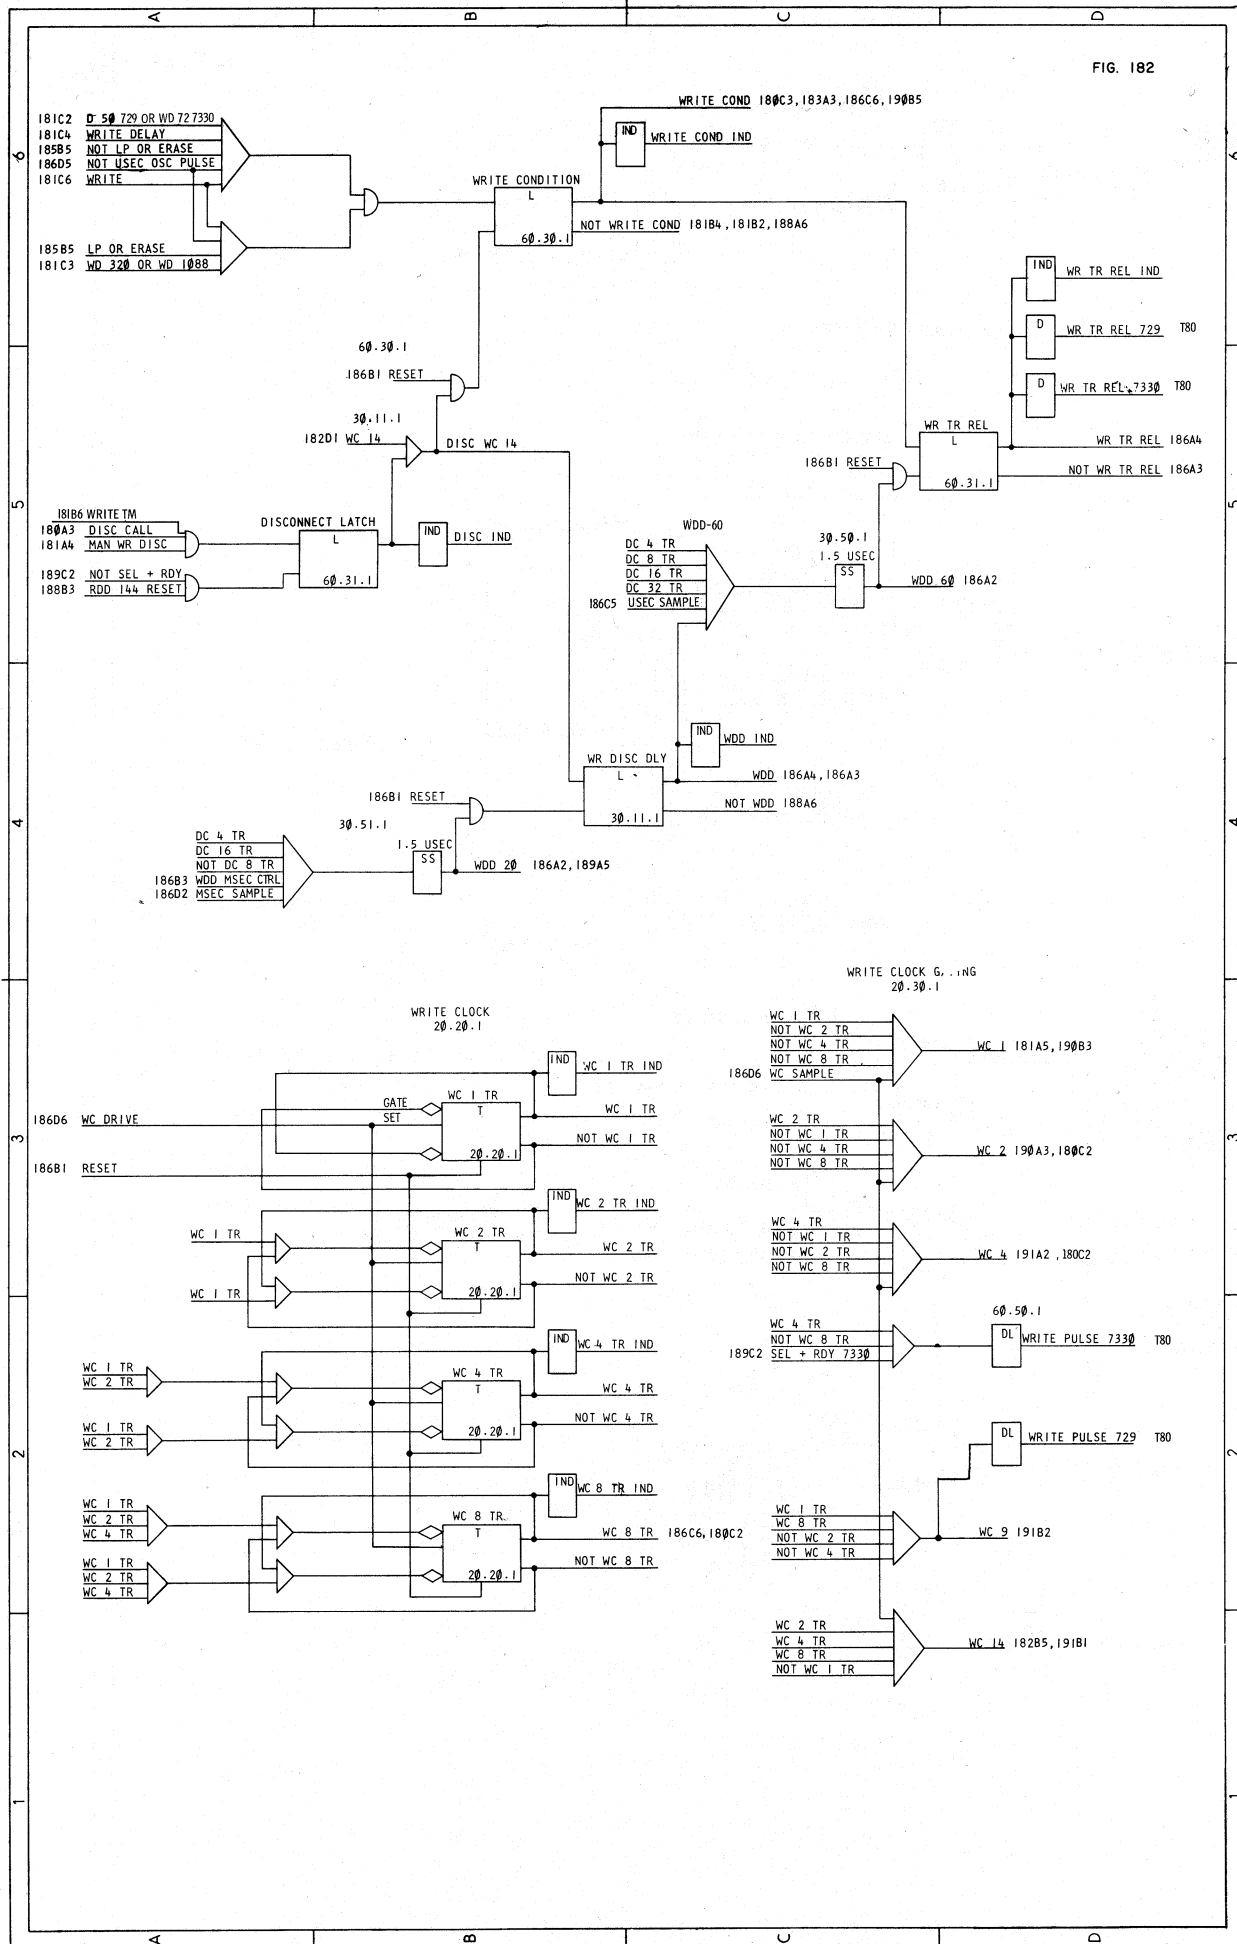 A B C D
FIG. 182
6 6
WRITE COND 18øC3, 183A3, 186C6, 19øB5
IND WRITE COND IND
181C2 D 5ø 729 OR WD 72 7330
181C4 WRITE DELAY
185B5 NOT LP OR ERASE
186D5 NOT USEC OSC PULSE
181C6 WRITE
WRITE CONDITION
L
6ø.3ø.1
NOT WRITE COND 181B4, 181B2, 188A6
185B5 LP OR ERASE
181C3 WD 32ø OR WD 1ø88
IND WR TR REL IND
D WR TR REL 729 T80
D WR TR REL 733ø T80
6ø.3ø.1
186B1 RESET
3ø.11.1
182D1 WC 14
DISC WC 14
WR TR REL
L
6ø.31.1
WR TR REL 186A4
NOT WR TR REL 186A3
186B1 RESET
5 5
181B6 WRITE TM
18øA3 DISC CALL
181A4 MAN WR DISC
189C2 NOT SEL + RDY
188B3 RDD 144 RESET
DISCONNECT LATCH
L
6ø.31.1
IND DISC IND
WDD-60
DC 4 TR
DC 8 TR
DC 16 TR
DC 32 TR
186C5 USEC SAMPLE
3ø.5ø.1
1.5 USEC
SS
WDD 6ø 186A2
IND WDD IND
WR DISC DLY
L
3ø.11.1
WDD 186A4, 186A3
NOT WDD 188A6
186B1 RESET
4 4
3ø.51.1
1.5 USEC
SS
WDD 2ø 186A2, 189A5
DC 4 TR
DC 16 TR
NOT DC 8 TR
186B3 WDD MSEC CTRL
186D2 MSEC SAMPLE
WRITE CLOCK
2ø.2ø.1
IND WC 1 TR IND
186D6 WC DRIVE
GATE
SET
WC 1 TR
T
2ø.2ø.1
WC 1 TR
NOT WC 1 TR
186B1 RESET
3 3
IND WC 2 TR IND
WC 1 TR
WC 2 TR
T
2ø.2ø.1
WC 2 TR
NOT WC 2 TR
WC 1 TR
IND WC 4 TR IND
WC 1 TR
WC 2 TR
WC 4 TR
T
2ø.2ø.1
WC 4 TR
NOT WC 4 TR
WC 1 TR
WC 2 TR
2 2
IND WC 8 TR IND
WC 1 TR
WC 2 TR
WC 4 TR
WC 8 TR
T
2ø.2ø.1
WC 8 TR 186C6, 18øC2
NOT WC 8 TR
WC 1 TR
WC 2 TR
WC 4 TR
WRITE CLOCK
2ø.3ø.1
WC 1 TR
NOT WC 2 TR
NOT WC 4 TR
NOT WC 8 TR
186D6 WC SAMPLE
WC 1 181A5, 19øB3
WC 2 TR
NOT WC 1 TR
NOT WC 4 TR
NOT WC 8 TR
WC 2 19øA3, 18øC2
WC 4 TR
NOT WC 1 TR
NOT WC 2 TR
NOT WC 8 TR
WC 4 191A2, 180C2
WC 4 TR
NOT WC 8 TR
189C2 SEL + RDY 733ø
6ø.5ø.1
DL WRITE PULSE 733ø T80
DL WRITE PULSE 729 T80
WC 1 TR
WC 8 TR
NOT WC 2 TR
NOT WC 4 TR
WC 9 191B2
WC 2 TR
WC 4 TR
WC 8 TR
NOT WC 1 TR
WC 14 182B5, 191B1
1 1
A B C D